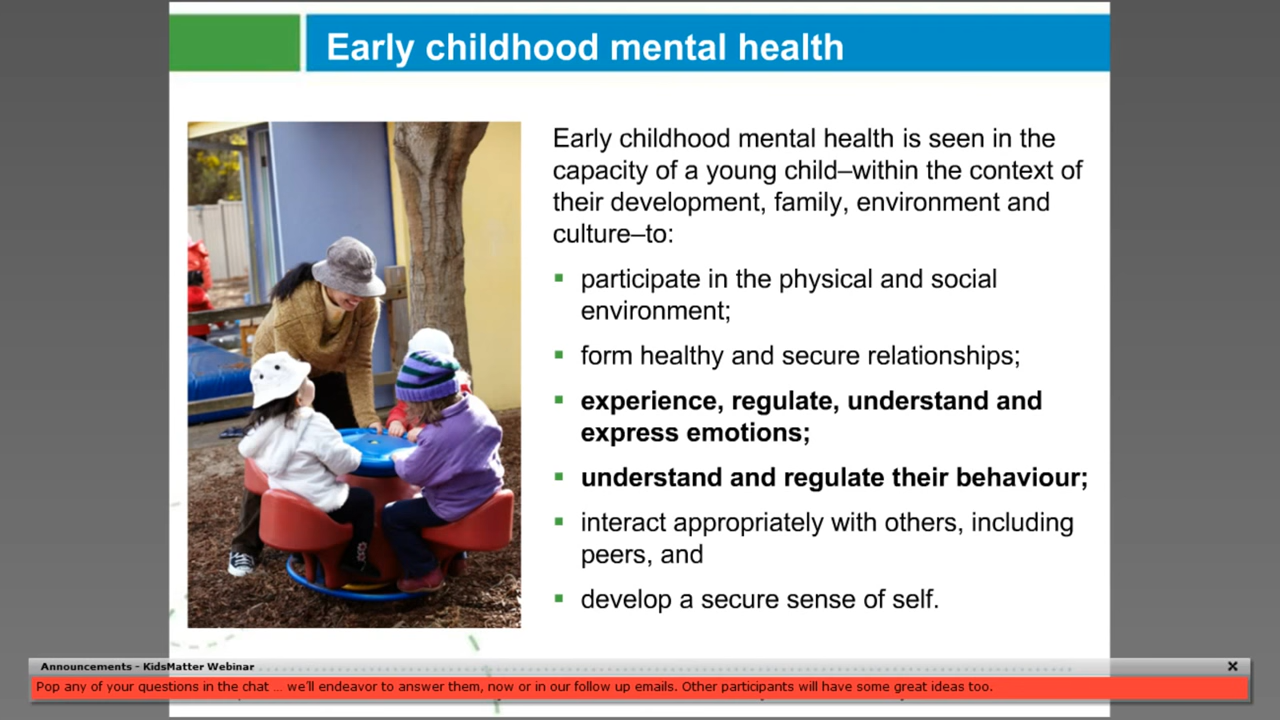 Early childhood mental health
Early childhood mental health is seen in the
capacity of a young child–within the context of
their development, family, environment and
culture–to:
participate in the physical and social
environment;
form healthy and secure relationships;
experience, regulate, understand and
express emotions;
understand and regulate their behaviour;
interact appropriately with others, including
peers, and
develop a secure sense of self.
Announcements - KidsMatter Webinar
Pop any of your questions in the chat ... we'll endeavor to answer them, now or in our follow up emails. Other participants will have some great ideas too.